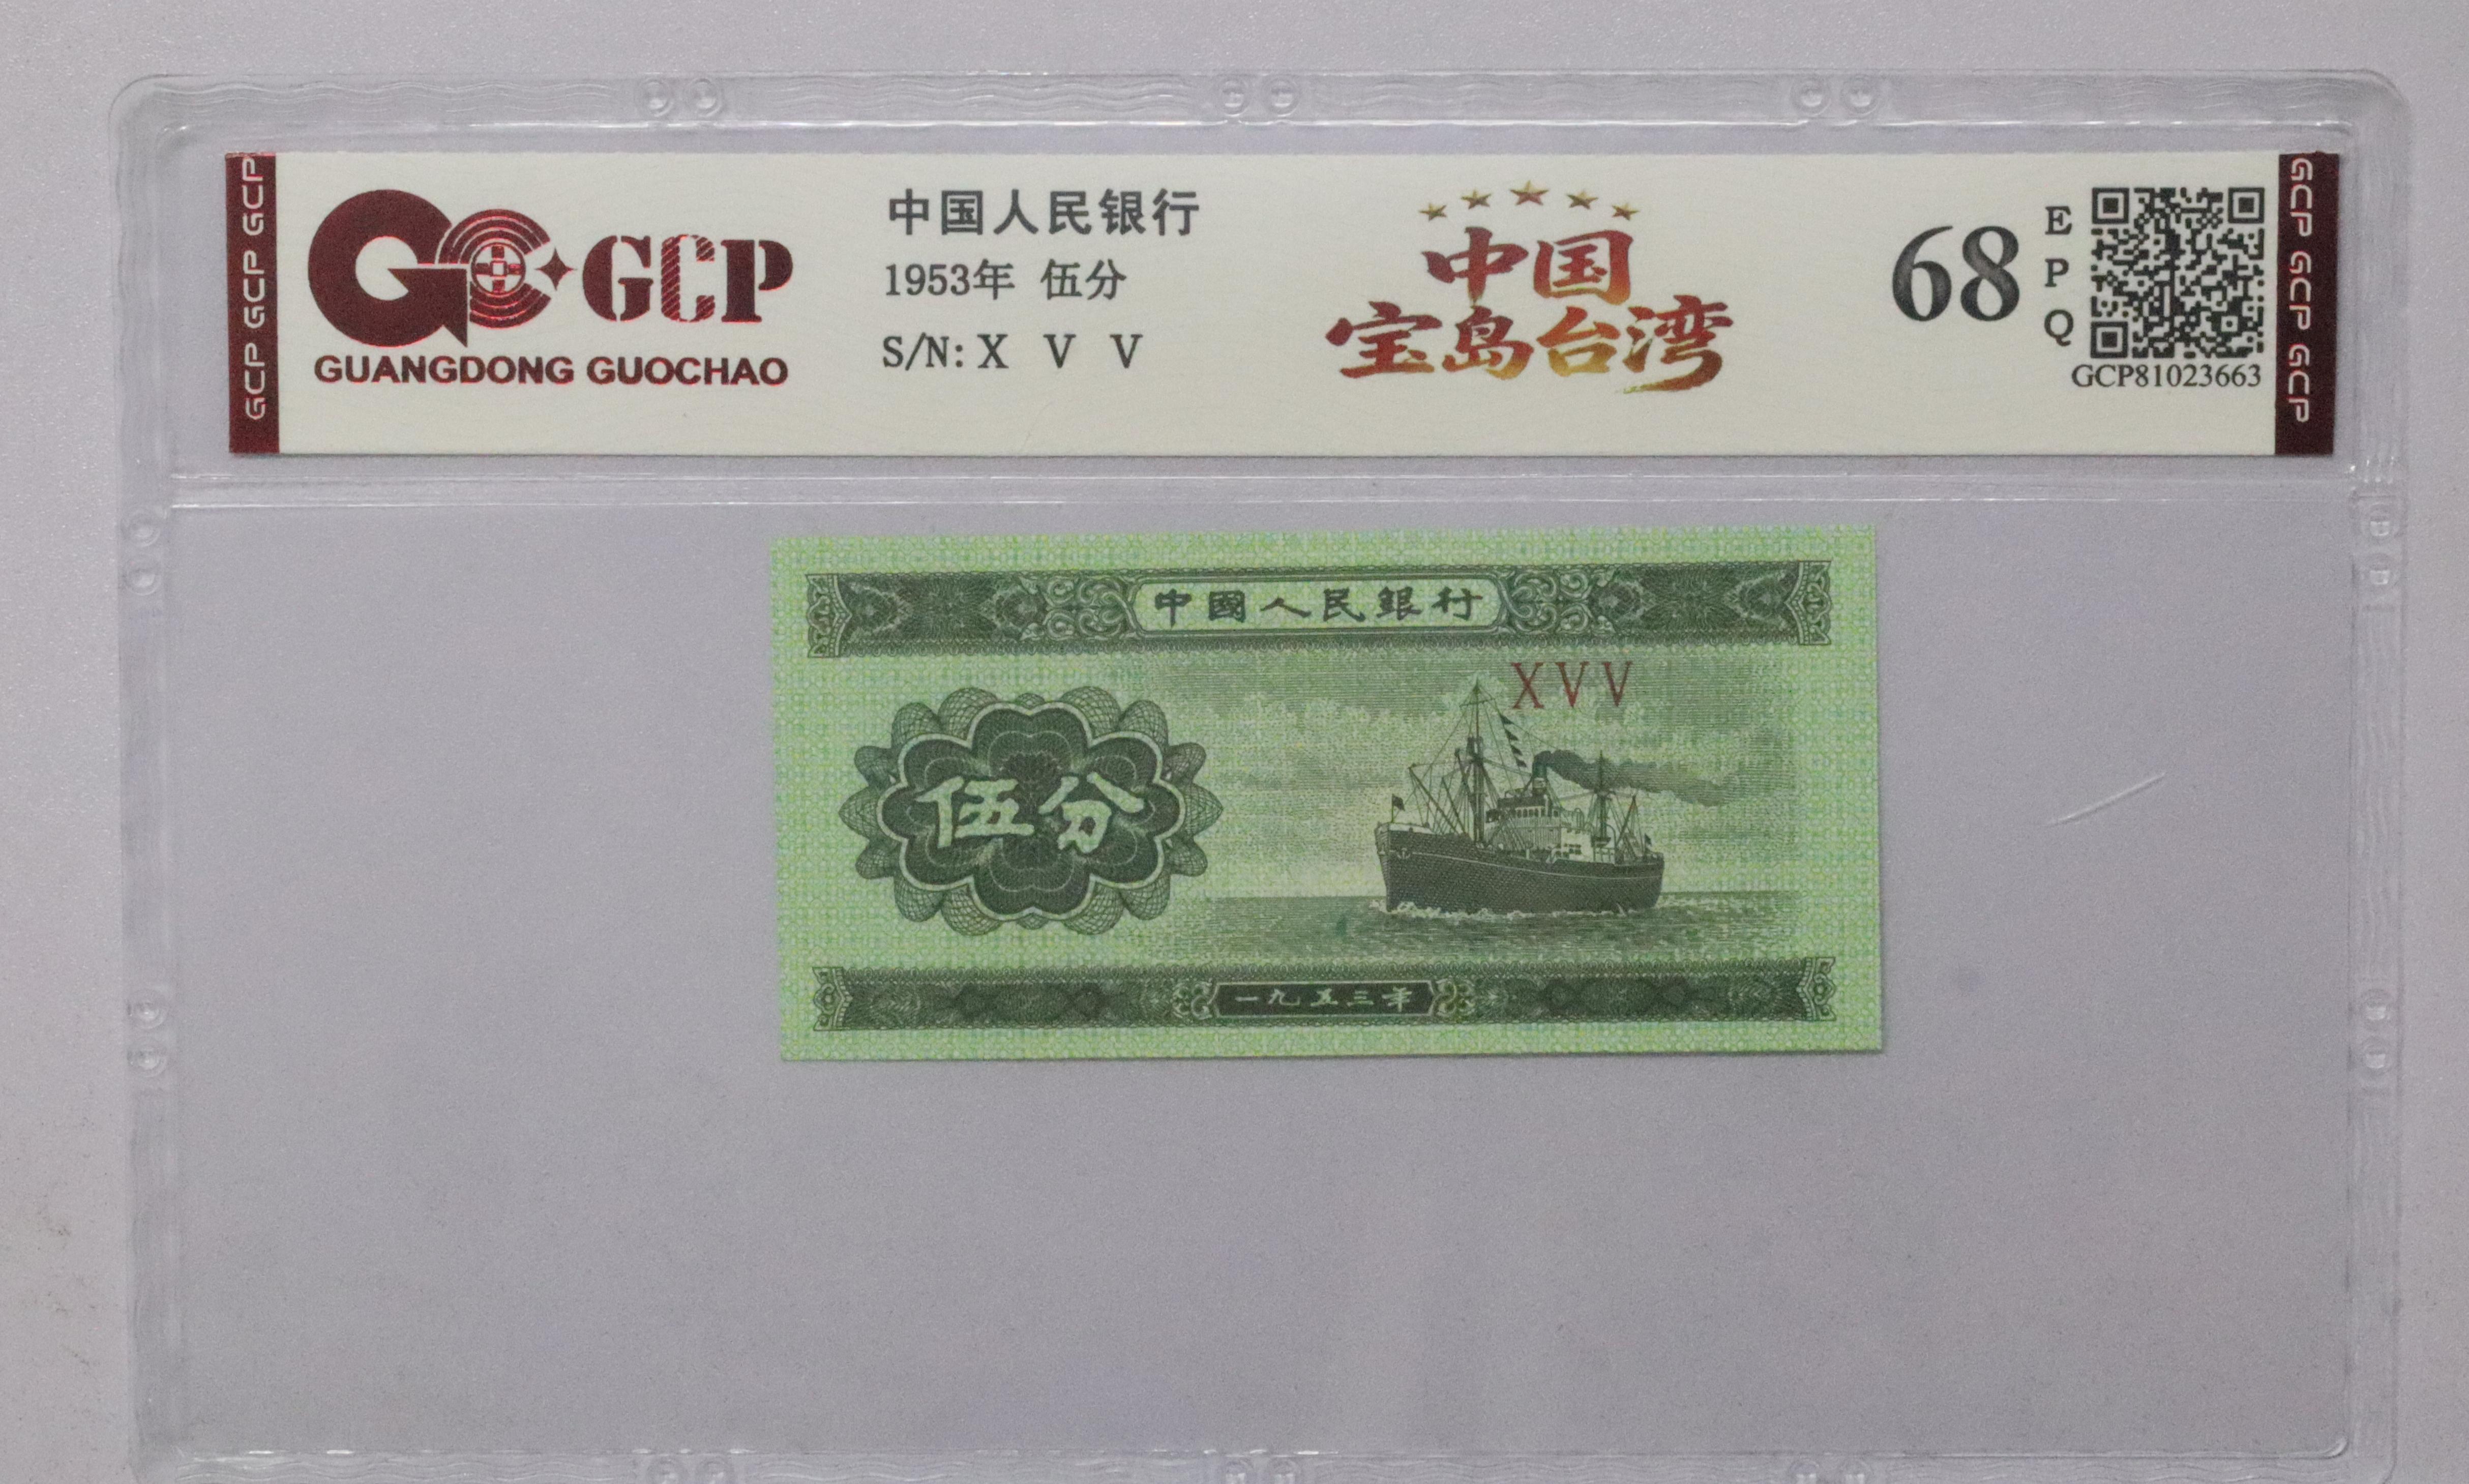 GCP GCP GCP
GCP
GUANGDONG GUOCHAO
中国人民银行
1953年 伍分
S/N: X V V
中国
宝岛台湾
68
E
P
Q
GCP81023663
GCP GCP GCP
中國人民銀行
XVV
伍分
一九五三年